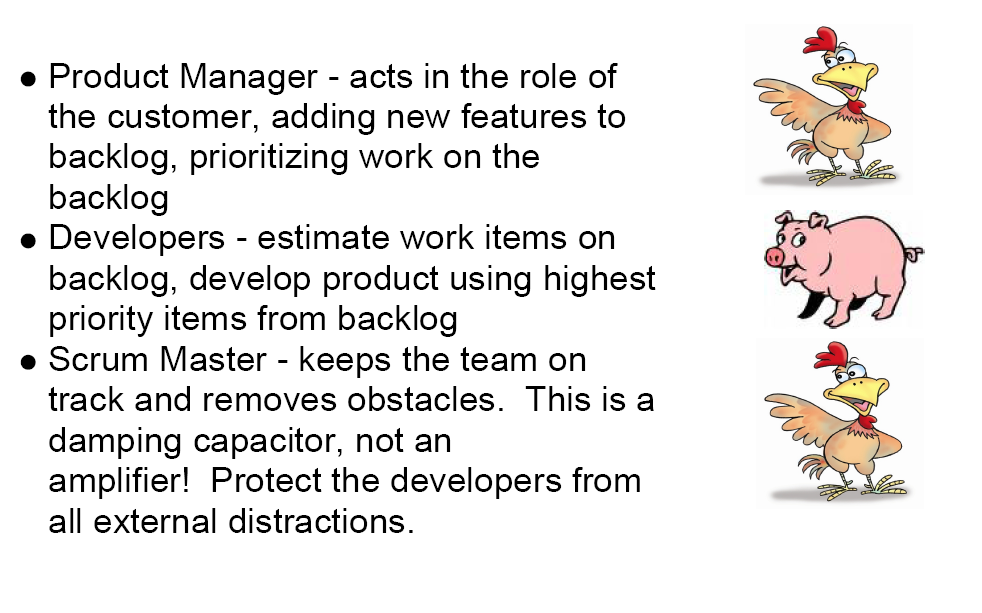 ● Product Manager - acts in the role of
the customer, adding new features to
backlog, prioritizing work on the
backlog
● Developers - estimate work items on
backlog, develop product using highest
priority items from backlog
● Scrum Master - keeps the team on
track and removes obstacles.  This is a
damping capacitor, not an
amplifier!  Protect the developers from
all external distractions.